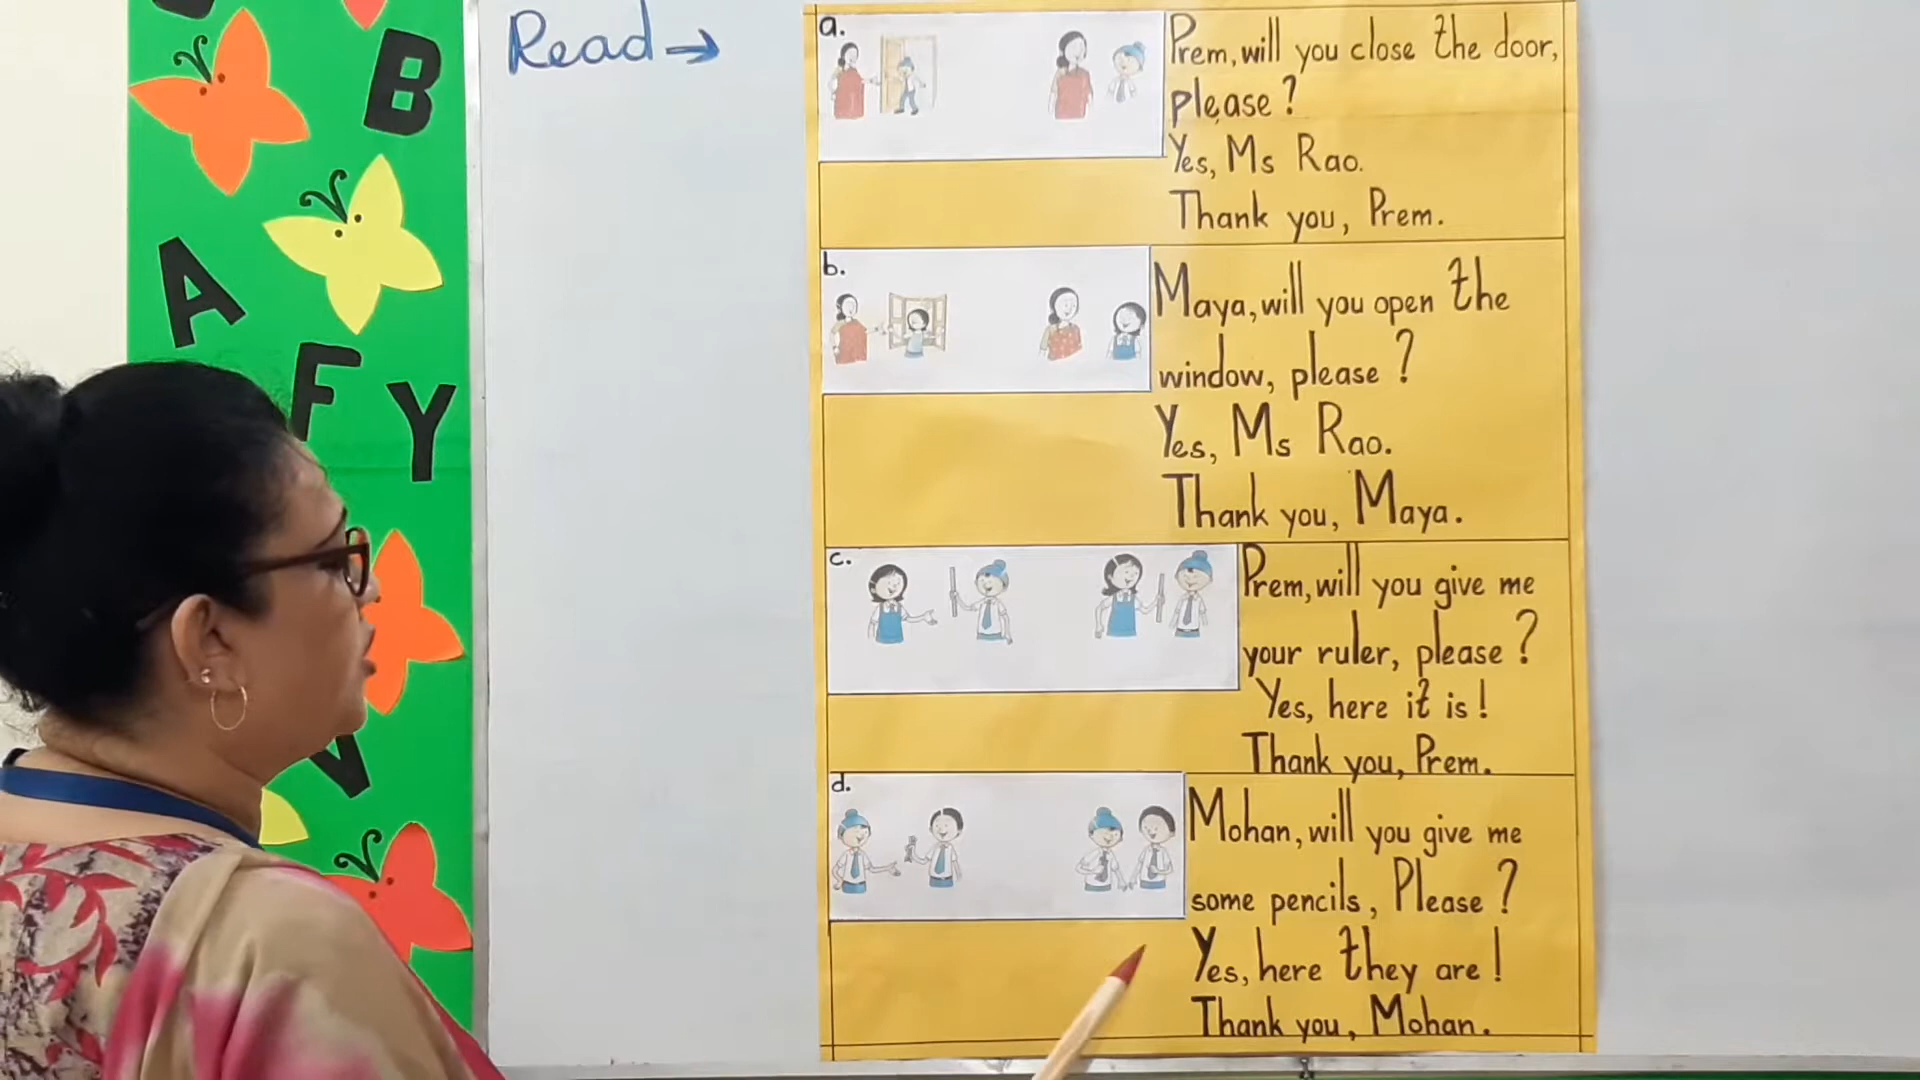 B
A
F
Y
V
Read →
a.
Prem, will you close the door,
please?
Yes, Ms Rao.
Thank you, Prem.
b.
Maya, will you open the
window, please?
Yes, Ms Rao.
Thank you, Maya.
c.
Prem, will you give me
your ruler, please?
Yes, here it is!
Thank you, Prem.
d.
Mohan, will you give me
some pencils, Please?
Yes, here they are!
Thank you, Mohan.